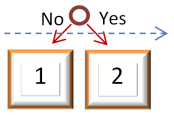 No Yes
1 2